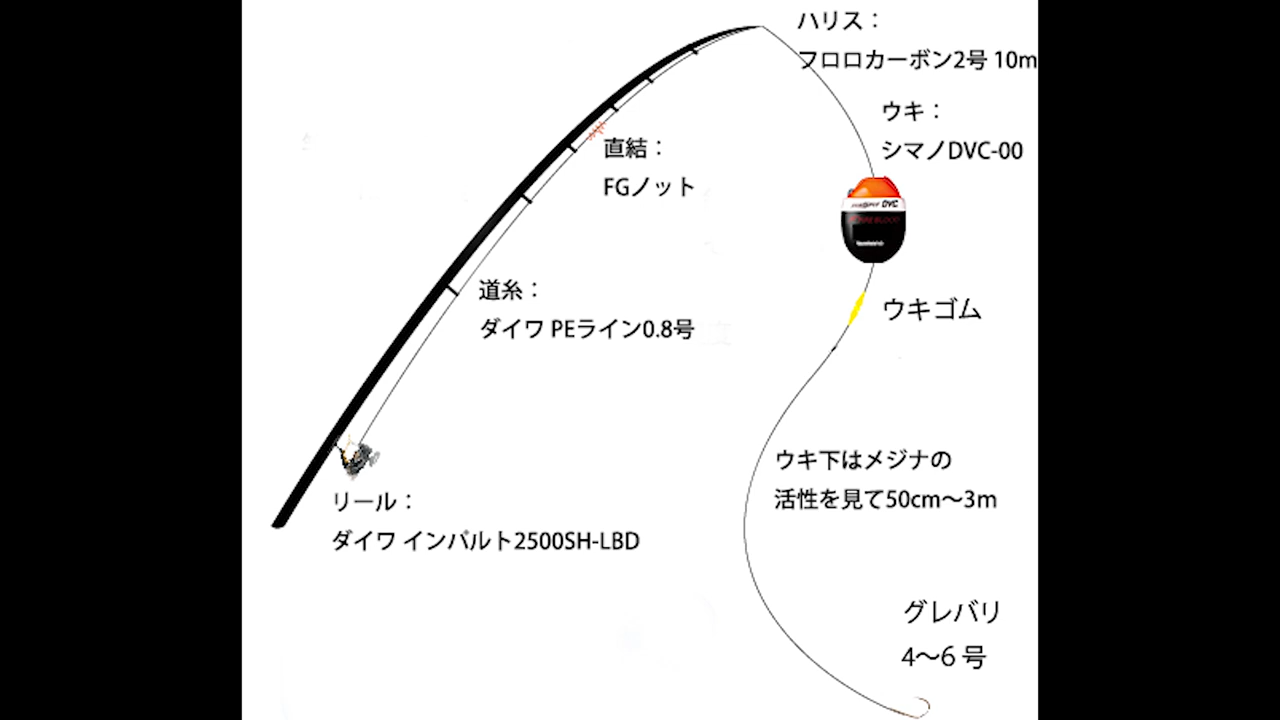 ハリス：
フロロカーボン2号 10m
ウキ：
シマノDVC-00
直結：
FGノット
DVC
道糸：
ダイワ PEライン0.8号
ウキゴム
ウキ下はメジナの
活性を見て50cm〜3m
リール：
ダイワ インパルト2500SH-LBD
グレバリ
4〜6 号